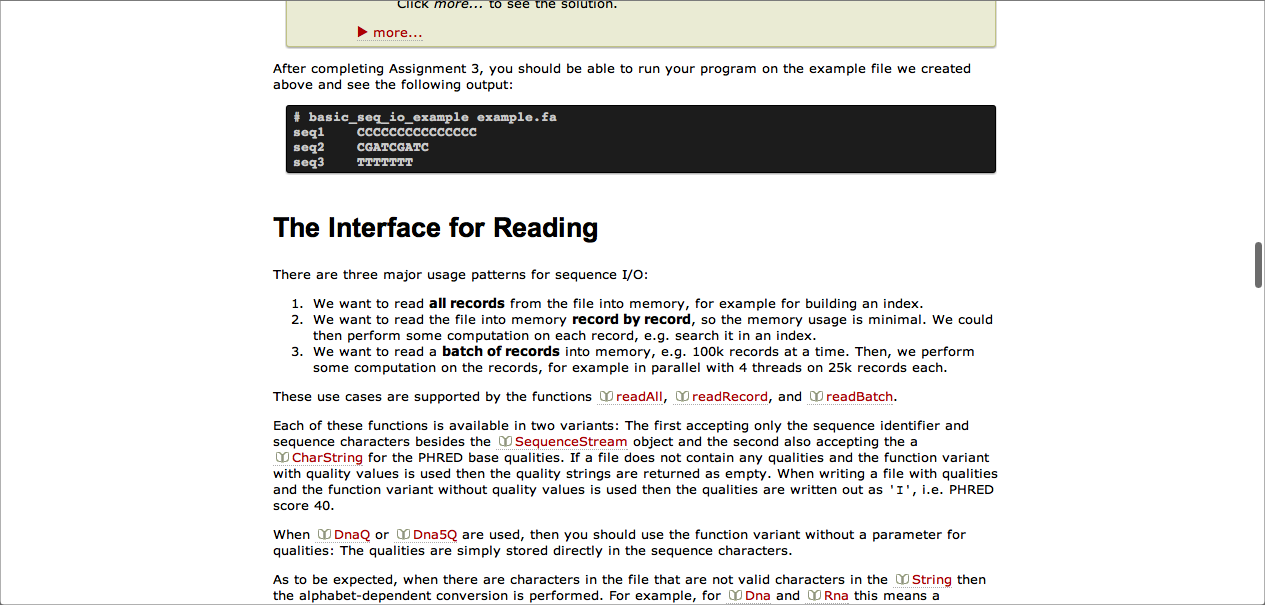 Click more... to see the solution.
more...
After completing Assignment 3, you should be able to run your program on the example file we created
above and see the following output:
# basic_seq_io_example example.fa
seq1    CCCCCCCCCCCCCCC
seq2    CGATCGATC
seq3    TTTTTTT
The Interface for Reading
There are three major usage patterns for sequence I/O:
1. We want to read all records from the file into memory, for example for building an index.
2. We want to read the file into memory record by record, so the memory usage is minimal. We could
then perform some computation on each record, e.g. search it in an index.
3. We want to read a batch of records into memory, e.g. 100k records at a time. Then, we perform
some computation on the records, for example in parallel with 4 threads on 25k records each.
These use cases are supported by the functions readAll, readRecord, and readBatch.
Each of these functions is available in two variants: The first accepting only the sequence identifier and
sequence characters besides the SequenceStream object and the second also accepting the a
CharString for the PHRED base qualities. If a file does not contain any qualities and the function variant
with quality values is used then the quality strings are returned as empty. When writing a file with qualities
and the function variant without quality values is used then the qualities are written out as 'I', i.e. PHRED
score 40.
When DnaQ or Dna5Q are used, then you should use the function variant without a parameter for
qualities: The qualities are simply stored directly in the sequence characters.
As to be expected, when there are characters in the file that are not valid characters in the String then
the alphabet-dependent conversion is performed. For example, for Dna and Rna this means a